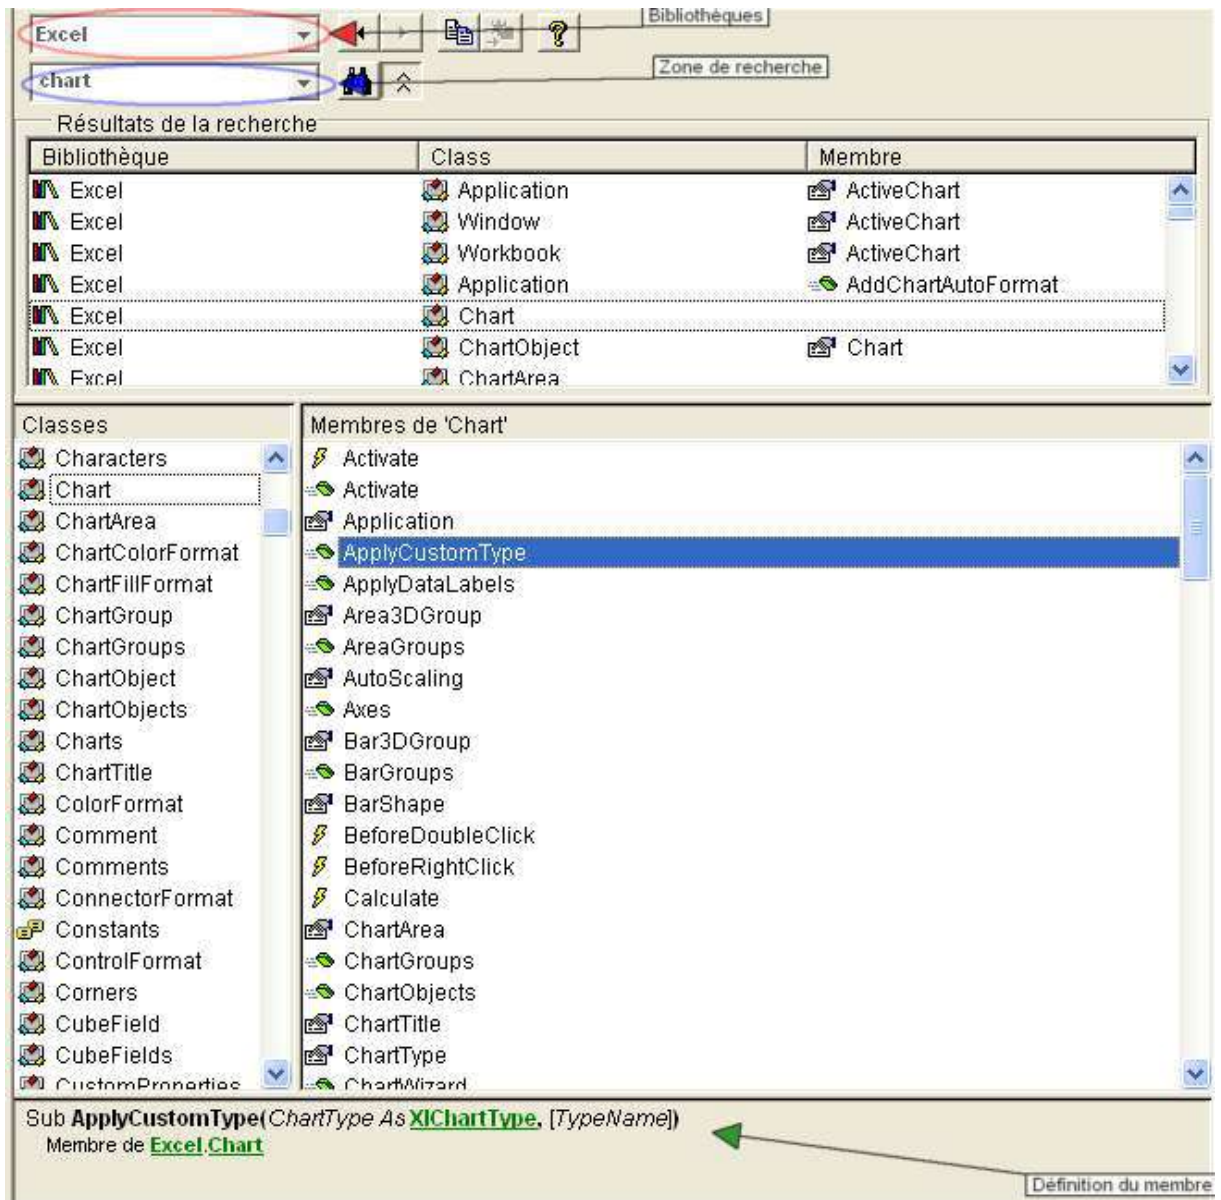 Bibliothèques
Excel
Zone de recherche
chart
Résultats de la recherche
Bibliothèque Class Membre
Excel Application ActiveChart
Excel Window ActiveChart
Excel Workbook ActiveChart
Excel Application AddChartAutoFormat
Excel Chart
Excel ChartObject Chart
Excel ChartArea
Classes
Characters
Chart
ChartArea
ChartColorFormat
ChartFillFormat
ChartGroup
ChartGroups
ChartObject
ChartObjects
Charts
ChartTitle
ColorFormat
Comment
Comments
ConnectorFormat
Constants
ControlFormat
Corners
CubeField
CubeFields
CustomProperties
Membres de 'Chart'
Activate
Activate
Application
ApplyCustomType
ApplyDataLabels
Area3DGroup
AreaGroups
AutoScaling
Axes
Bar3DGroup
BarGroups
BarShape
BeforeDoubleClick
BeforeRightClick
Calculate
ChartArea
ChartGroups
ChartObjects
ChartTitle
ChartType
ChartWizard
Sub ApplyCustomType(ChartType As XlChartType, [TypeName])
Membre de Excel.Chart
Définition du membre